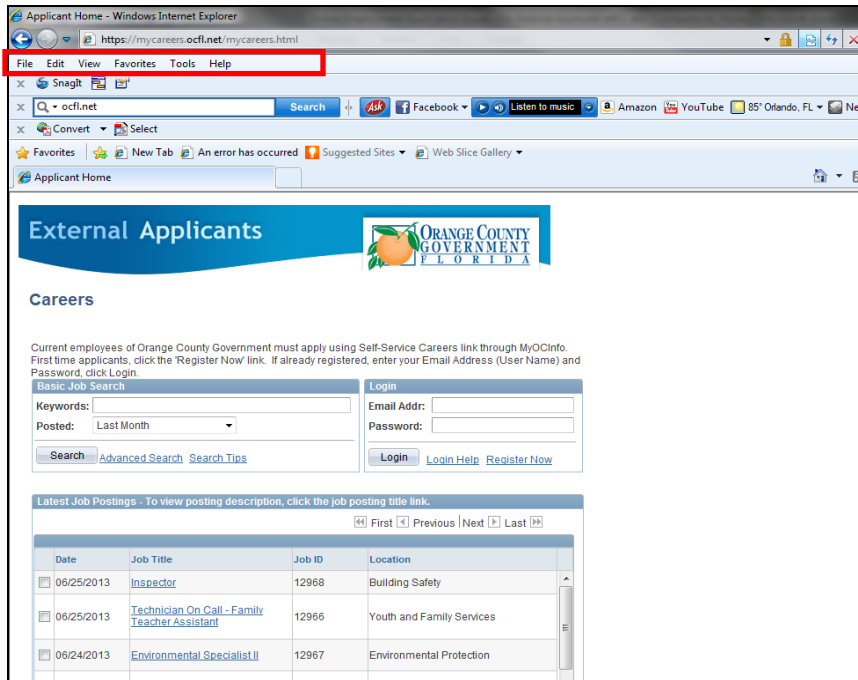 Applicant Home - Windows Internet Explorer
https://mycareers.ocfl.net/mycareers.html
File Edit View Favorites Tools Help
x SnagIt
x ocfl.net Search Ask Facebook Listen to music a Amazon YouTube 85° Orlando, FL Ne
x Convert Select
Favorites New Tab An error has occurred Suggested Sites Web Slice Gallery
Applicant Home
External Applicants
ORANGE COUNTY
GOVERNMENT
FLORIDA
Careers
Current employees of Orange County Government must apply using Self-Service Careers link through MyOCInfo.
First time applicants, click the 'Register Now' link. If already registered, enter your Email Address (User Name) and
Password, click Login.
Basic Job Search Login
Keywords: Email Addr:
Posted: Last Month Password:
Search Advanced Search Search Tips Login Login Help Register Now
Latest Job Postings - To view posting description, click the job posting title link.
First Previous | Next Last
Date Job Title Job ID Location
06/25/2013 Inspector 12968 Building Safety
06/25/2013 Technician On Call - Family
Teacher Assistant 12966 Youth and Family Services
06/24/2013 Environmental Specialist II 12967 Environmental Protection